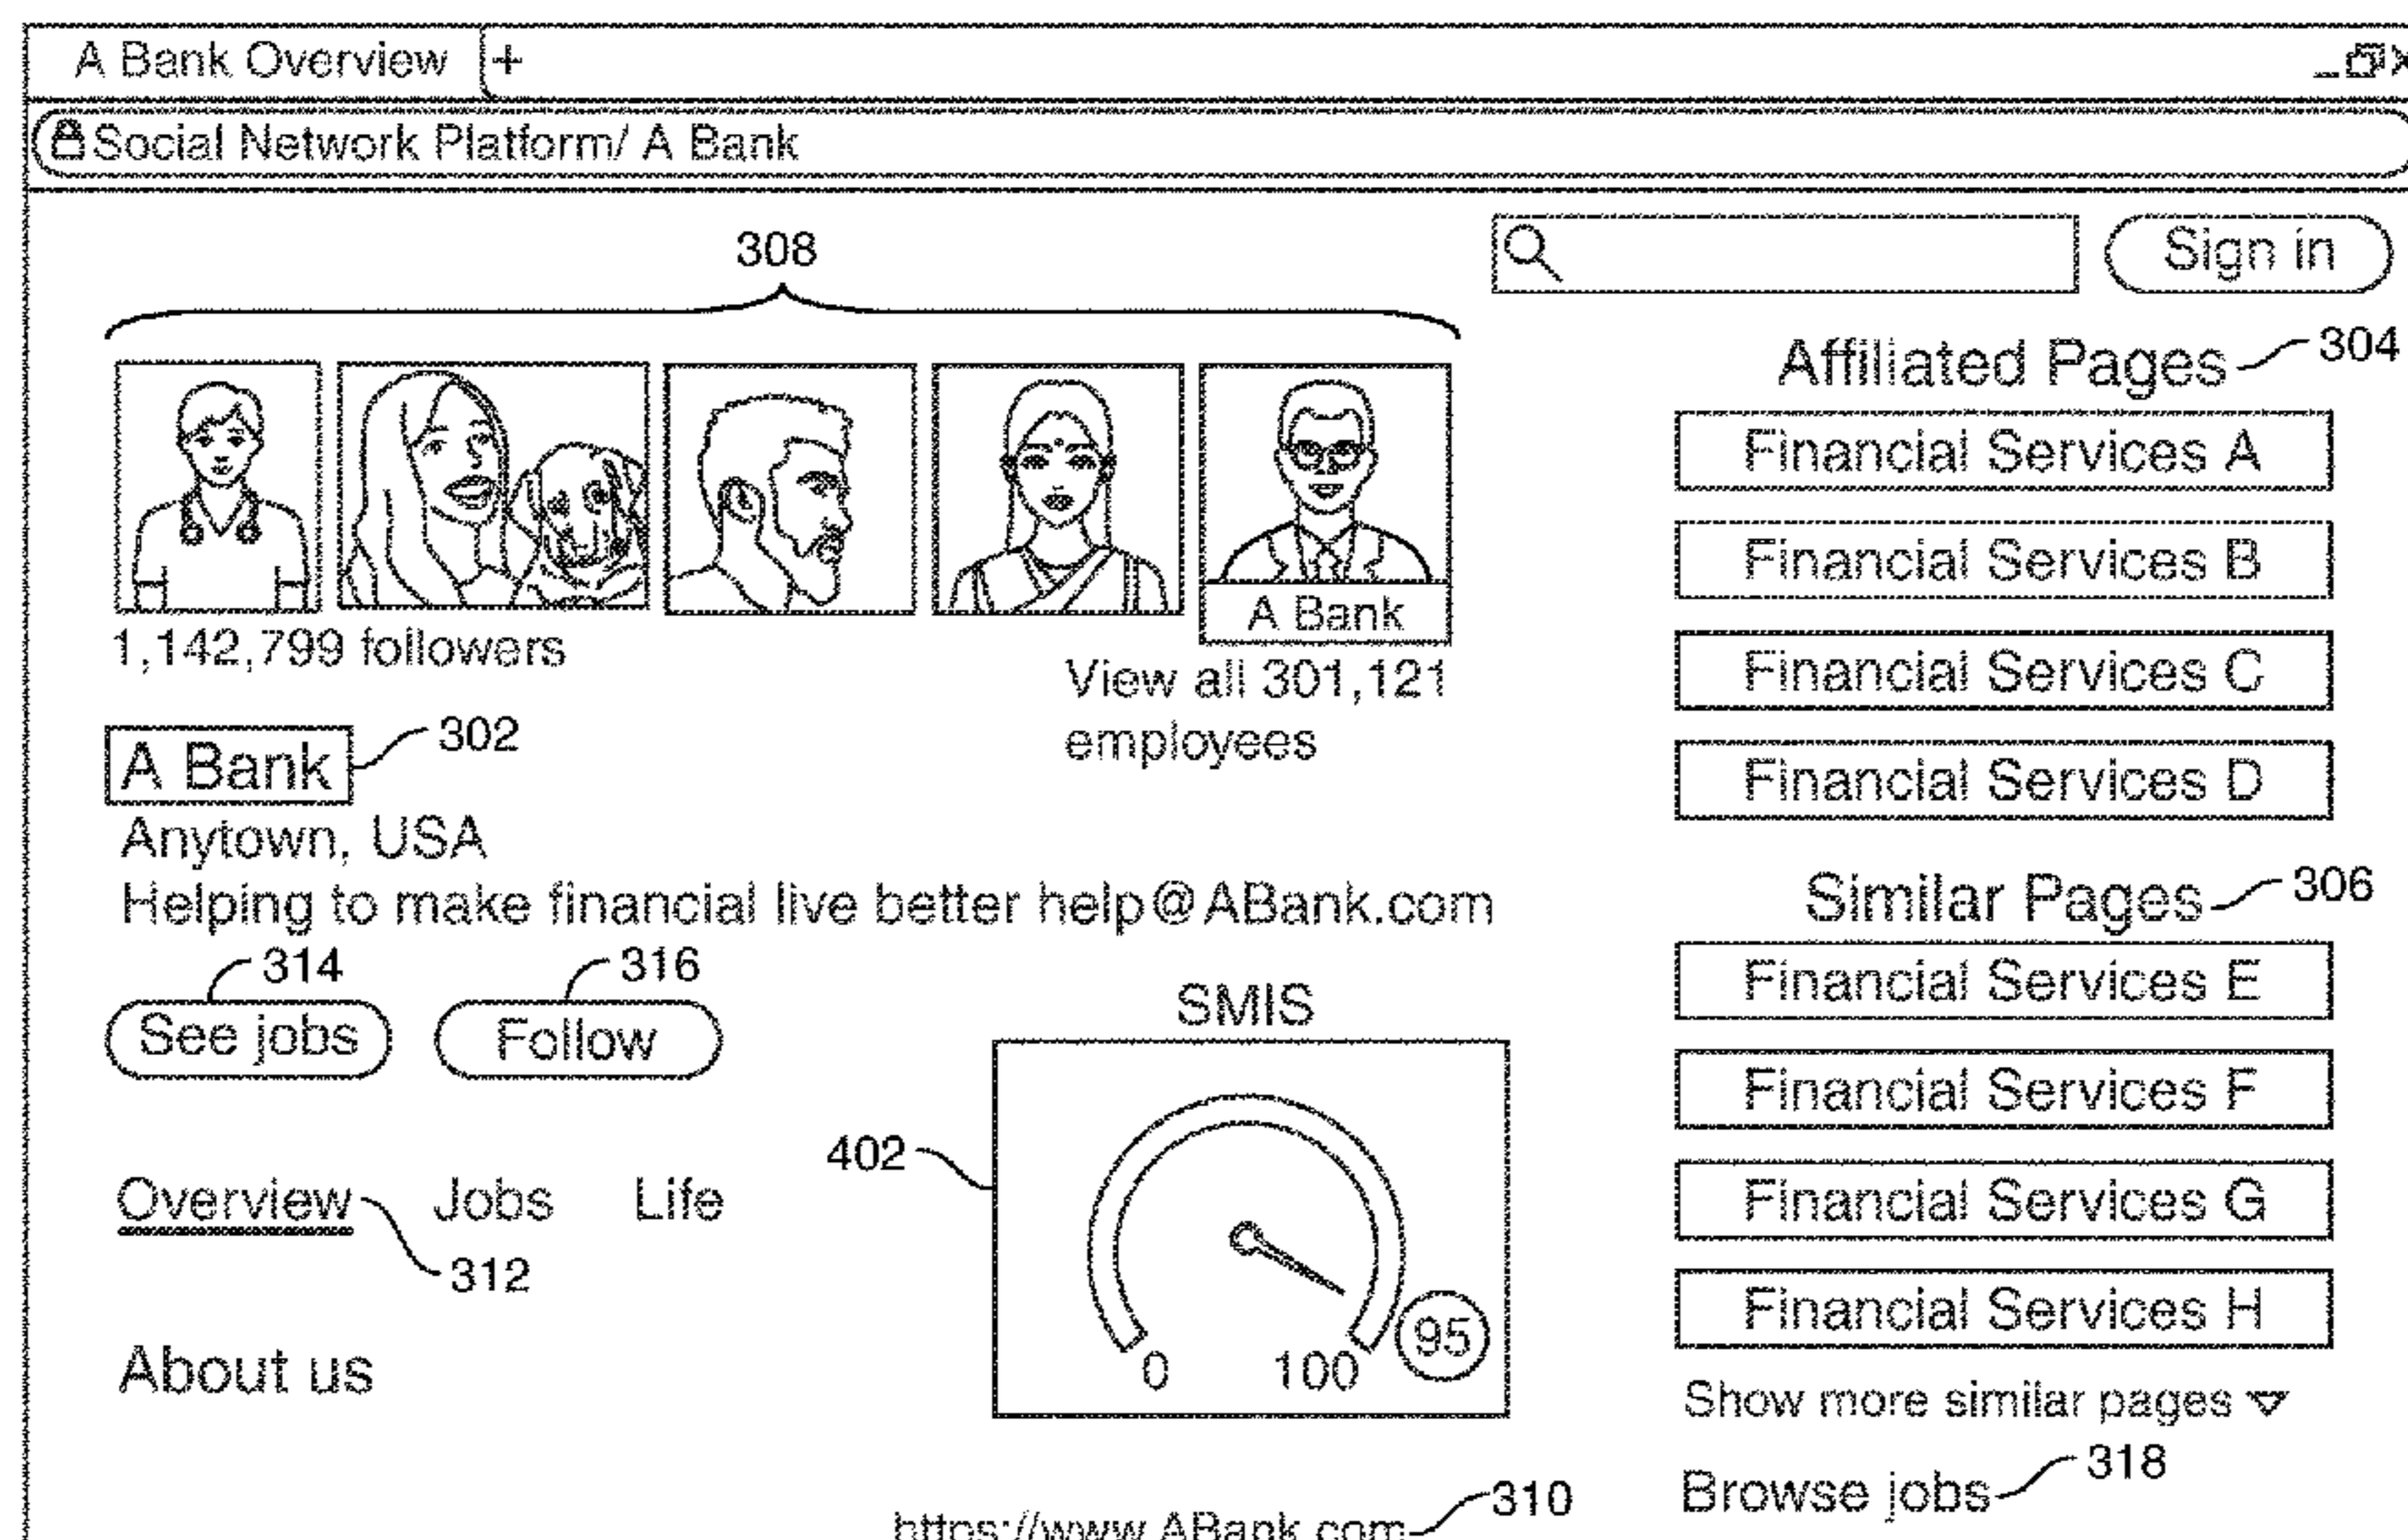 A Bank Overview +
Social Network Platform/ A Bank
Sign in
308
A Bank
1,142,799 followers
View all 301,121
employees
A Bank 302
Anytown, USA
Helping to make financial live better help@ABank.com
314 316
See jobs Follow
Overview Jobs Life
312
About us
SMIS
402
95
0 100
https://www.ABank.com 310
Affiliated Pages 304
Financial Services A
Financial Services B
Financial Services C
Financial Services D
Similar Pages 306
Financial Services E
Financial Services F
Financial Services G
Financial Services H
Show more similar pages
Browse jobs 318